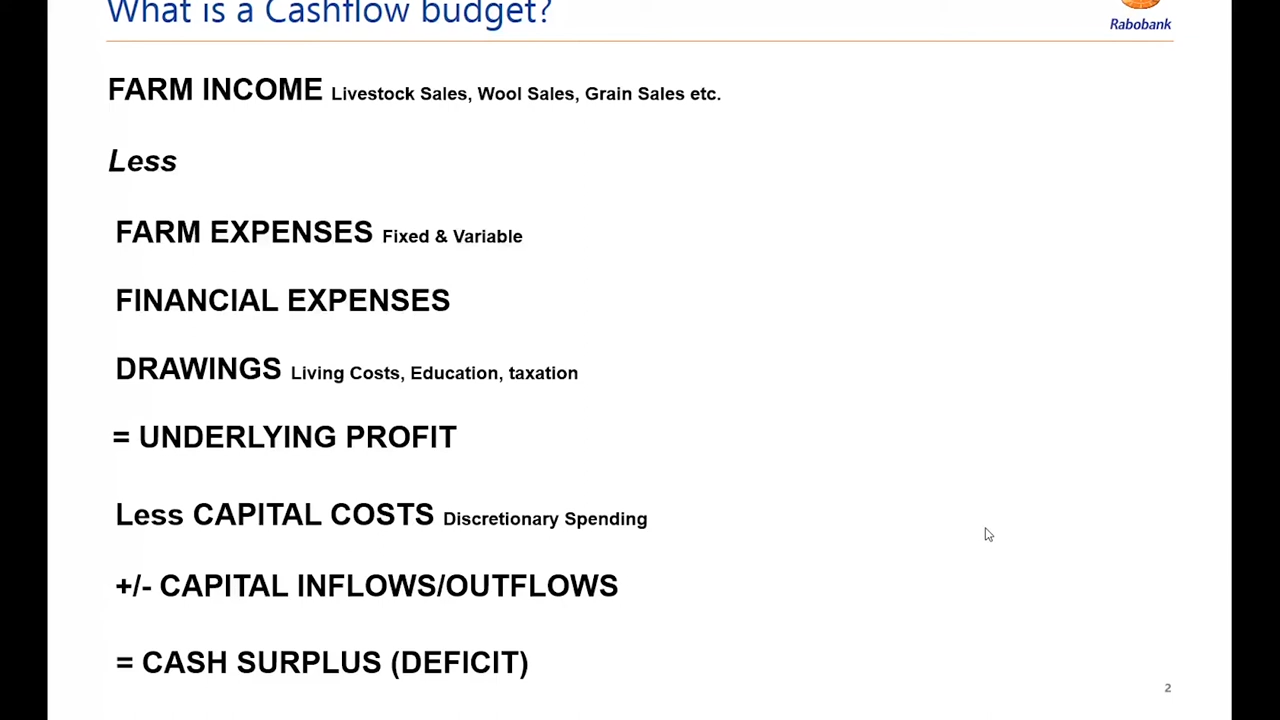 What is a Cashflow budget?
Rabobank
FARM INCOME Livestock Sales, Wool Sales, Grain Sales etc.
Less
FARM EXPENSES Fixed & Variable
FINANCIAL EXPENSES
DRAWINGS Living Costs, Education, taxation
= UNDERLYING PROFIT
Less CAPITAL COSTS Discretionary Spending
+/- CAPITAL INFLOWS/OUTFLOWS
= CASH SURPLUS (DEFICIT)
2